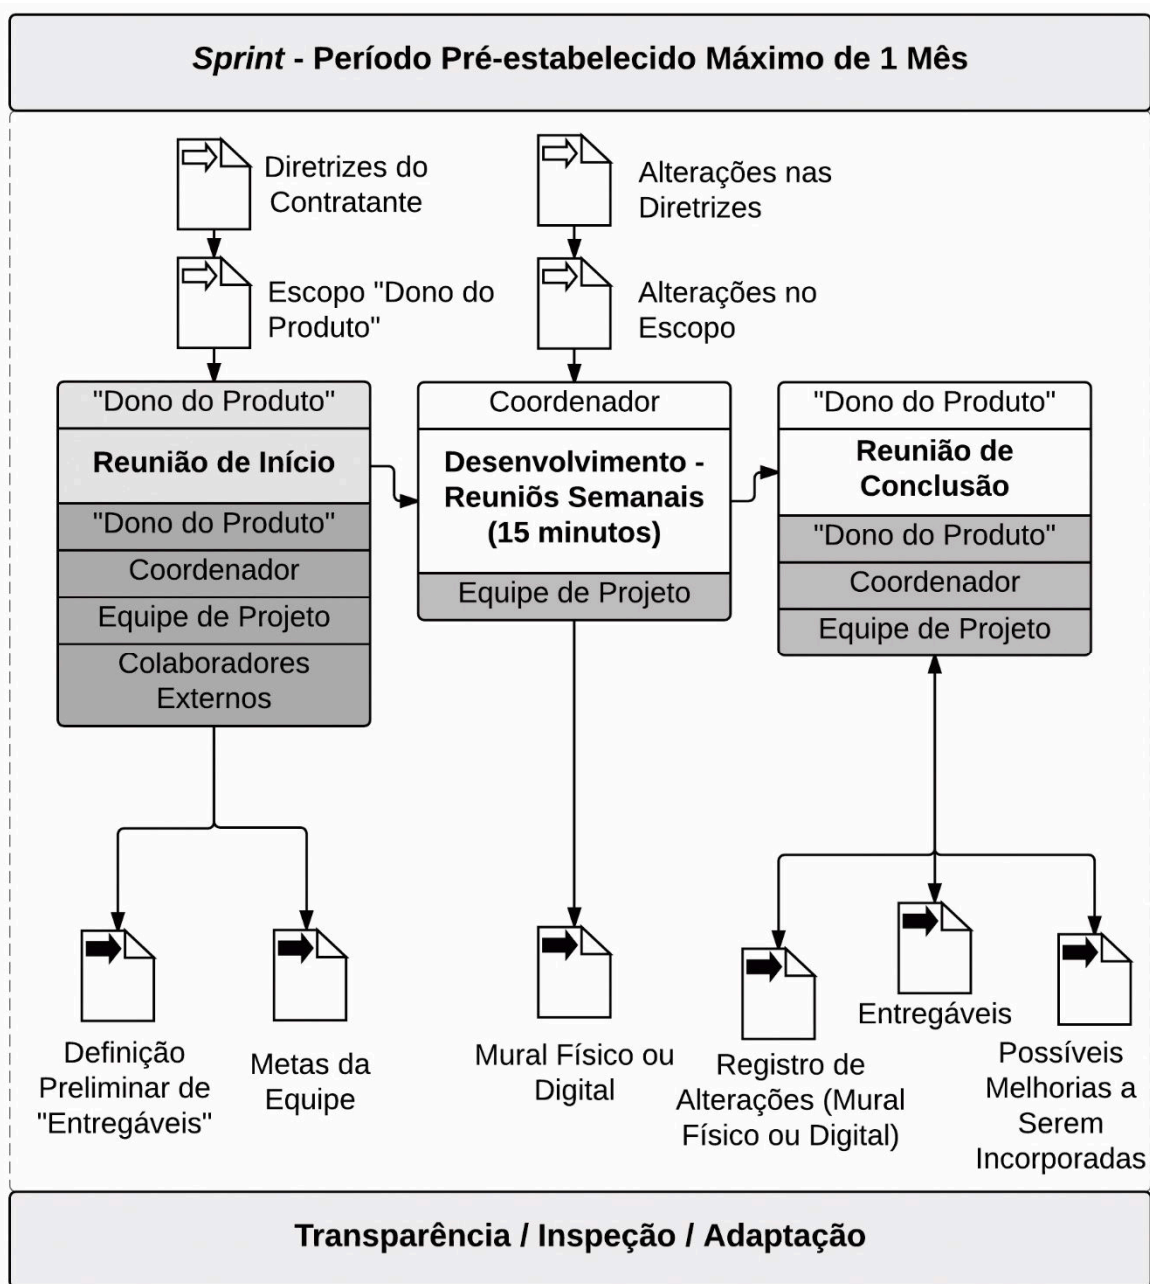 Sprint - Período Pré-estabelecido Máximo de 1 Mês
Diretrizes do
Contratante
Escopo "Dono do
Produto"
Alterações nas
Diretrizes
Alterações no
Escopo
"Dono do Produto"
Reunião de Início
"Dono do Produto"
Coordenador
Equipe de Projeto
Colaboradores
Externos
Coordenador
Desenvolvimento -
Reuniõs Semanais
(15 minutos)
Equipe de Projeto
"Dono do Produto"
Reunião de
Conclusão
"Dono do Produto"
Coordenador
Equipe de Projeto
Definição
Preliminar de
"Entregáveis"
Metas da
Equipe
Mural Físico ou
Digital
Registro de
Alterações (Mural
Físico ou Digital)
Entregáveis
Possíveis
Melhorias a
Serem
Incorporadas
Transparência / Inspeção / Adaptação